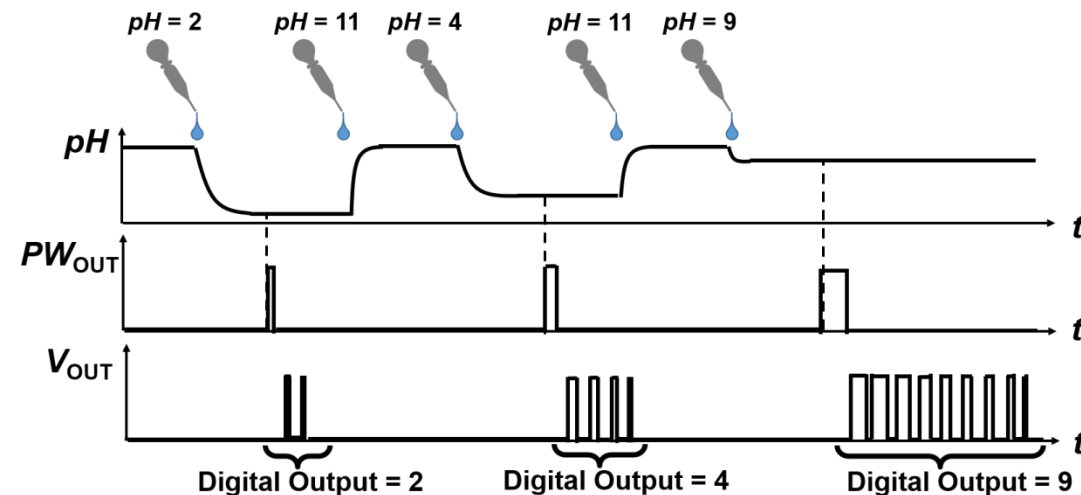 pH = 2 pH = 11 pH = 4 pH = 11 pH = 9
pH
t
PWOUT
t
VOUT
t
Digital Output = 2 Digital Output = 4 Digital Output = 9